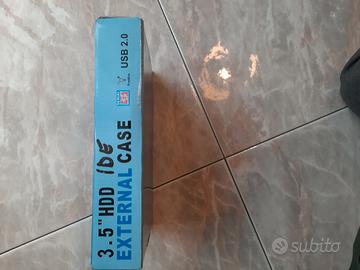 3.5"HDD IDE
EXTERNAL CASE
USB 2.0
subito